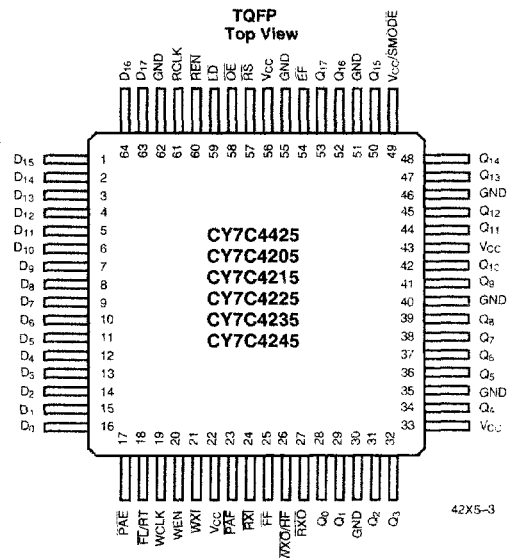 TQFP
Top View
D16 D17 GND RCLK REN LD OE RS VCC GND EF Q17 Q16 GND Q15 VCC/SMODE
64 63 62 61 60 59 58 57 56 55 54 53 52 51 50 49
D15 1 48 Q14
D14 2 47 Q13
D13 3 46 GND
D12 4 45 Q12
D11 5 44 Q11
D10 6 43 VCC
D9 7 42 Q10
D8 8 41 Q9
D7 9 40 GND
D6 10 39 Q8
D5 11 38 Q7
D4 12 37 Q6
D3 13 36 Q5
D2 14 35 GND
D1 15 34 Q4
D0 16 33 VCC
CY7C4425
CY7C4205
CY7C4215
CY7C4225
CY7C4235
CY7C4245
17 18 19 20 21 22 23 24 25 26 27 28 29 30 31 32
PAE FL/RT WCLK WEN WXI VCC PAF RXI FF WXO/HF RXO Q0 Q1 GND Q2 Q3
42X5–3